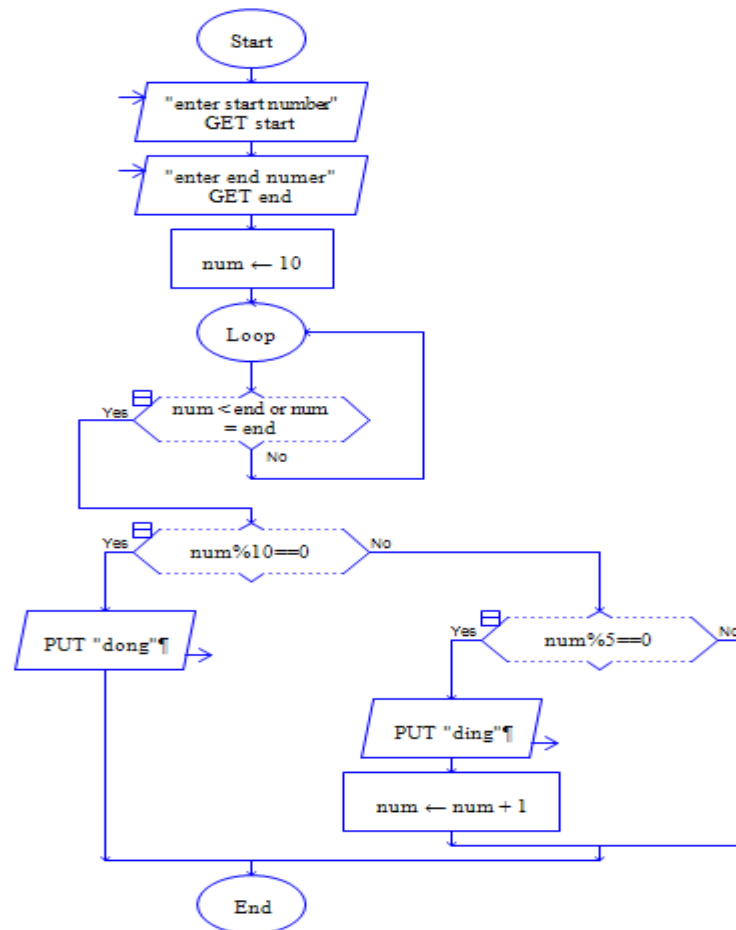 Start
"enter start number"
GET start
"enter end numer"
GET end
num ← 10
Loop
Yes
num < end or num
= end
No
Yes
num%10==0
No
PUT "dong"¶
Yes
num%5==0
No
PUT "ding"¶
num ← num + 1
End